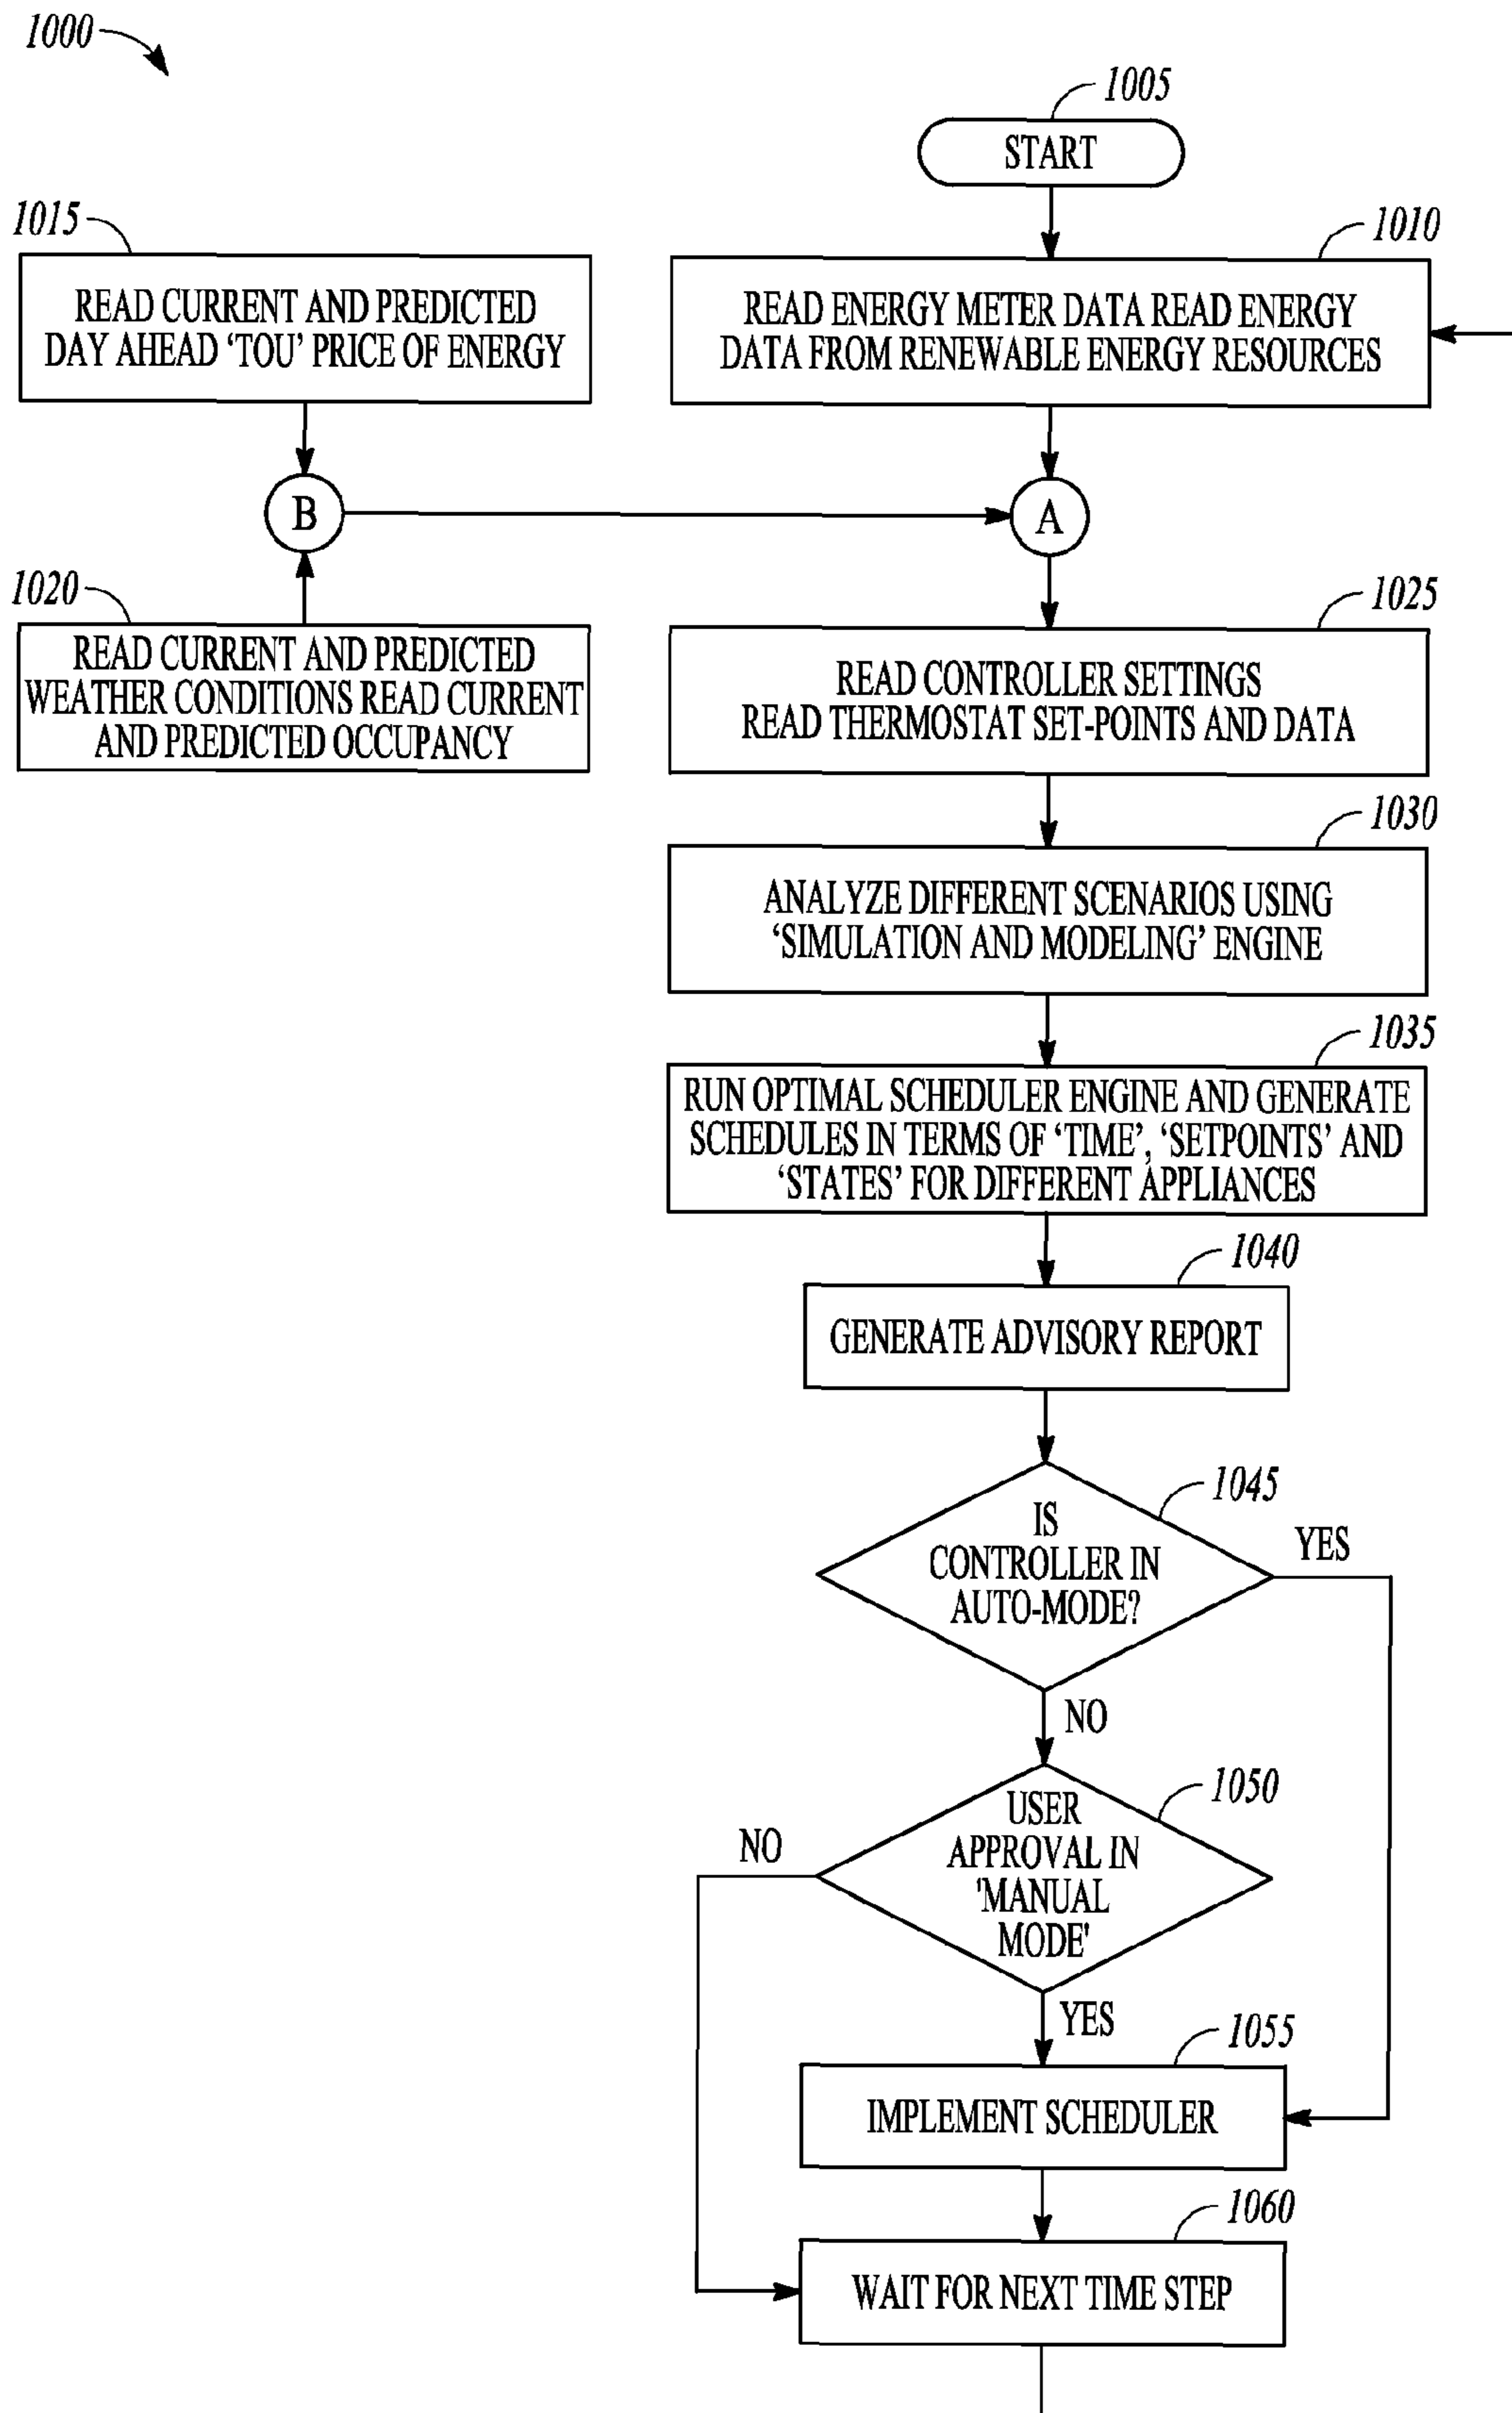 1000
1005
START
1015
READ CURRENT AND PREDICTED
DAY AHEAD ‘TOU’ PRICE OF ENERGY
1010
READ ENERGY METER DATA READ ENERGY
DATA FROM RENEWABLE ENERGY RESOURCES
B
A
1020
READ CURRENT AND PREDICTED
WEATHER CONDITIONS READ CURRENT
AND PREDICTED OCCUPANCY
1025
READ CONTROLLER SETTINGS
READ THERMOSTAT SET-POINTS AND DATA
1030
ANALYZE DIFFERENT SCENARIOS USING
‘SIMULATION AND MODELING’ ENGINE
1035
RUN OPTIMAL SCHEDULER ENGINE AND GENERATE
SCHEDULES IN TERMS OF ‘TIME’, ‘SETPOINTS’ AND
‘STATES’ FOR DIFFERENT APPLIANCES
1040
GENERATE ADVISORY REPORT
1045
IS
CONTROLLER IN
AUTO-MODE?
YES
NO
1050
USER
APPROVAL IN
'MANUAL
MODE'
NO
YES
1055
IMPLEMENT SCHEDULER
1060
WAIT FOR NEXT TIME STEP